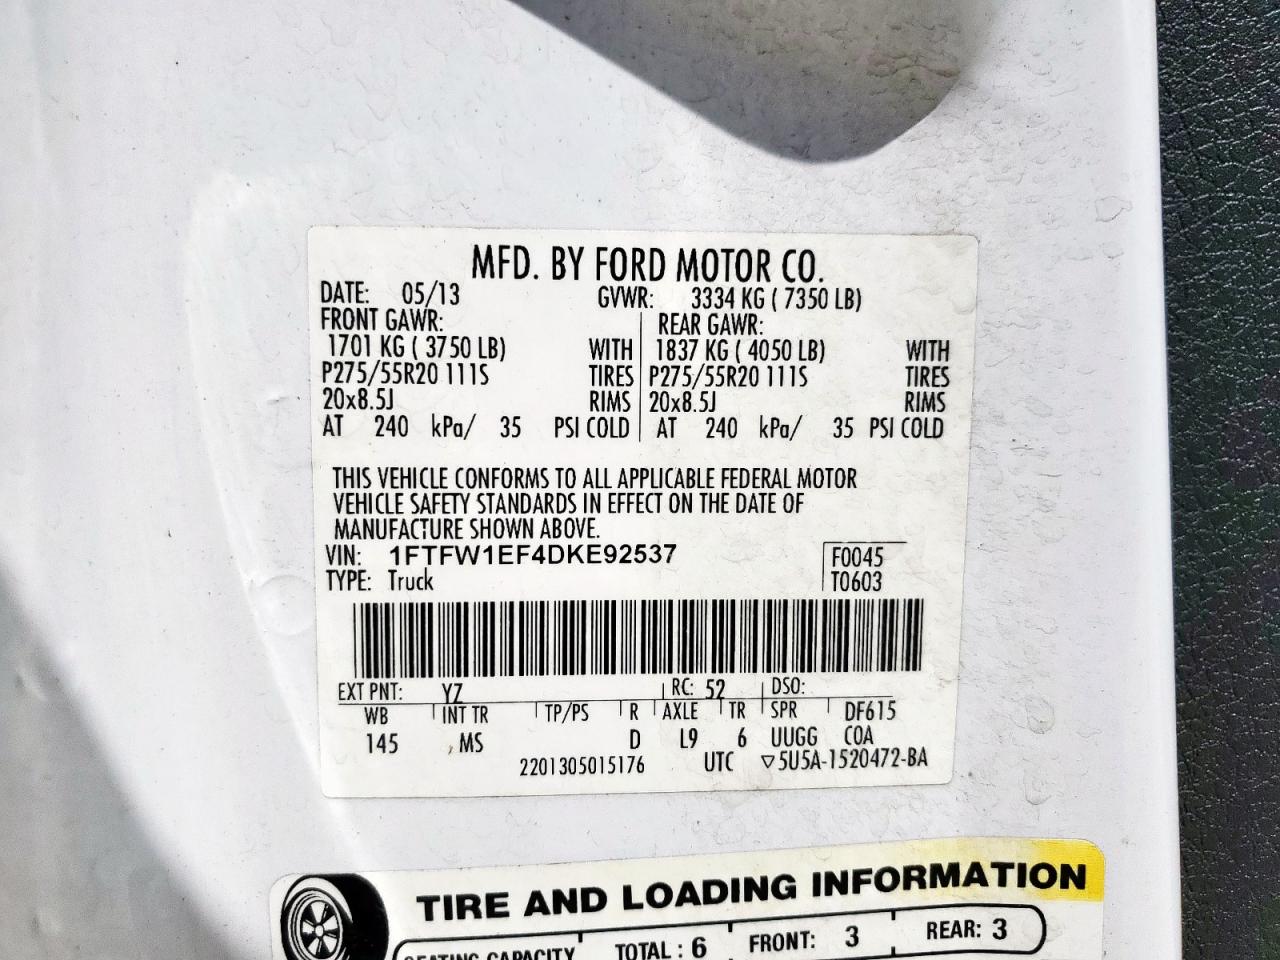 MFD. BY FORD MOTOR CO.
DATE: 05/13 GVWR: 3334 KG ( 7350 LB)
FRONT GAWR: REAR GAWR:
1701 KG ( 3750 LB) WITH 1837 KG ( 4050 LB) WITH
P275/55R20 111S TIRES P275/55R20 111S TIRES
20x8.5J RIMS 20x8.5J RIMS
AT 240 kPa/ 35 PSI COLD AT 240 kPa/ 35 PSI COLD
THIS VEHICLE CONFORMS TO ALL APPLICABLE FEDERAL MOTOR
VEHICLE SAFETY STANDARDS IN EFFECT ON THE DATE OF
MANUFACTURE SHOWN ABOVE.
VIN: 1FTFW1EF4DKE92537 F0045
TYPE: Truck T0603
EXT PNT: YZ RC: 52 DSO:
WB INT TR TP/PS R AXLE TR SPR DF615
145 MS D L9 6 UUGG COA
2201305015176 UTC ▽5U5A-1520472-BA
TIRE AND LOADING INFORMATION
SEATING CAPACITY TOTAL : 6 FRONT: 3 REAR: 3